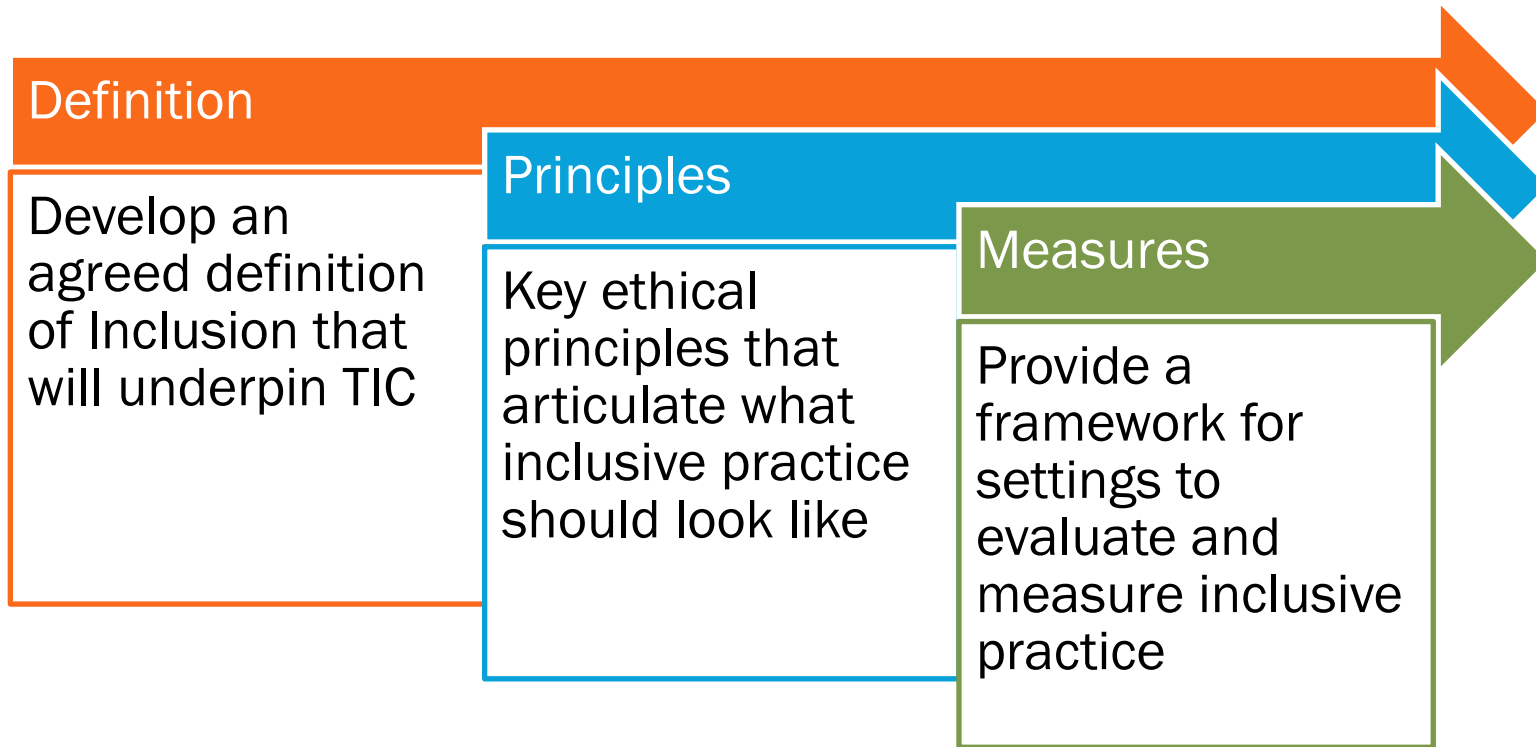 Definition
Develop an
agreed definition
of Inclusion that
will underpin TIC
Principles
Key ethical
principles that
articulate what
inclusive practice
should look like
Measures
Provide a
framework for
settings to
evaluate and
measure inclusive
practice